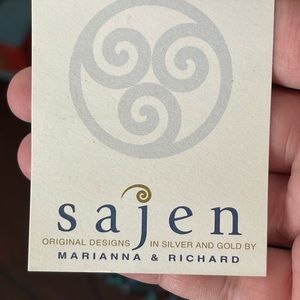 sajen
ORIGINAL DESIGNS IN SILVER AND GOLD BY
MARIANNA & RICHARD